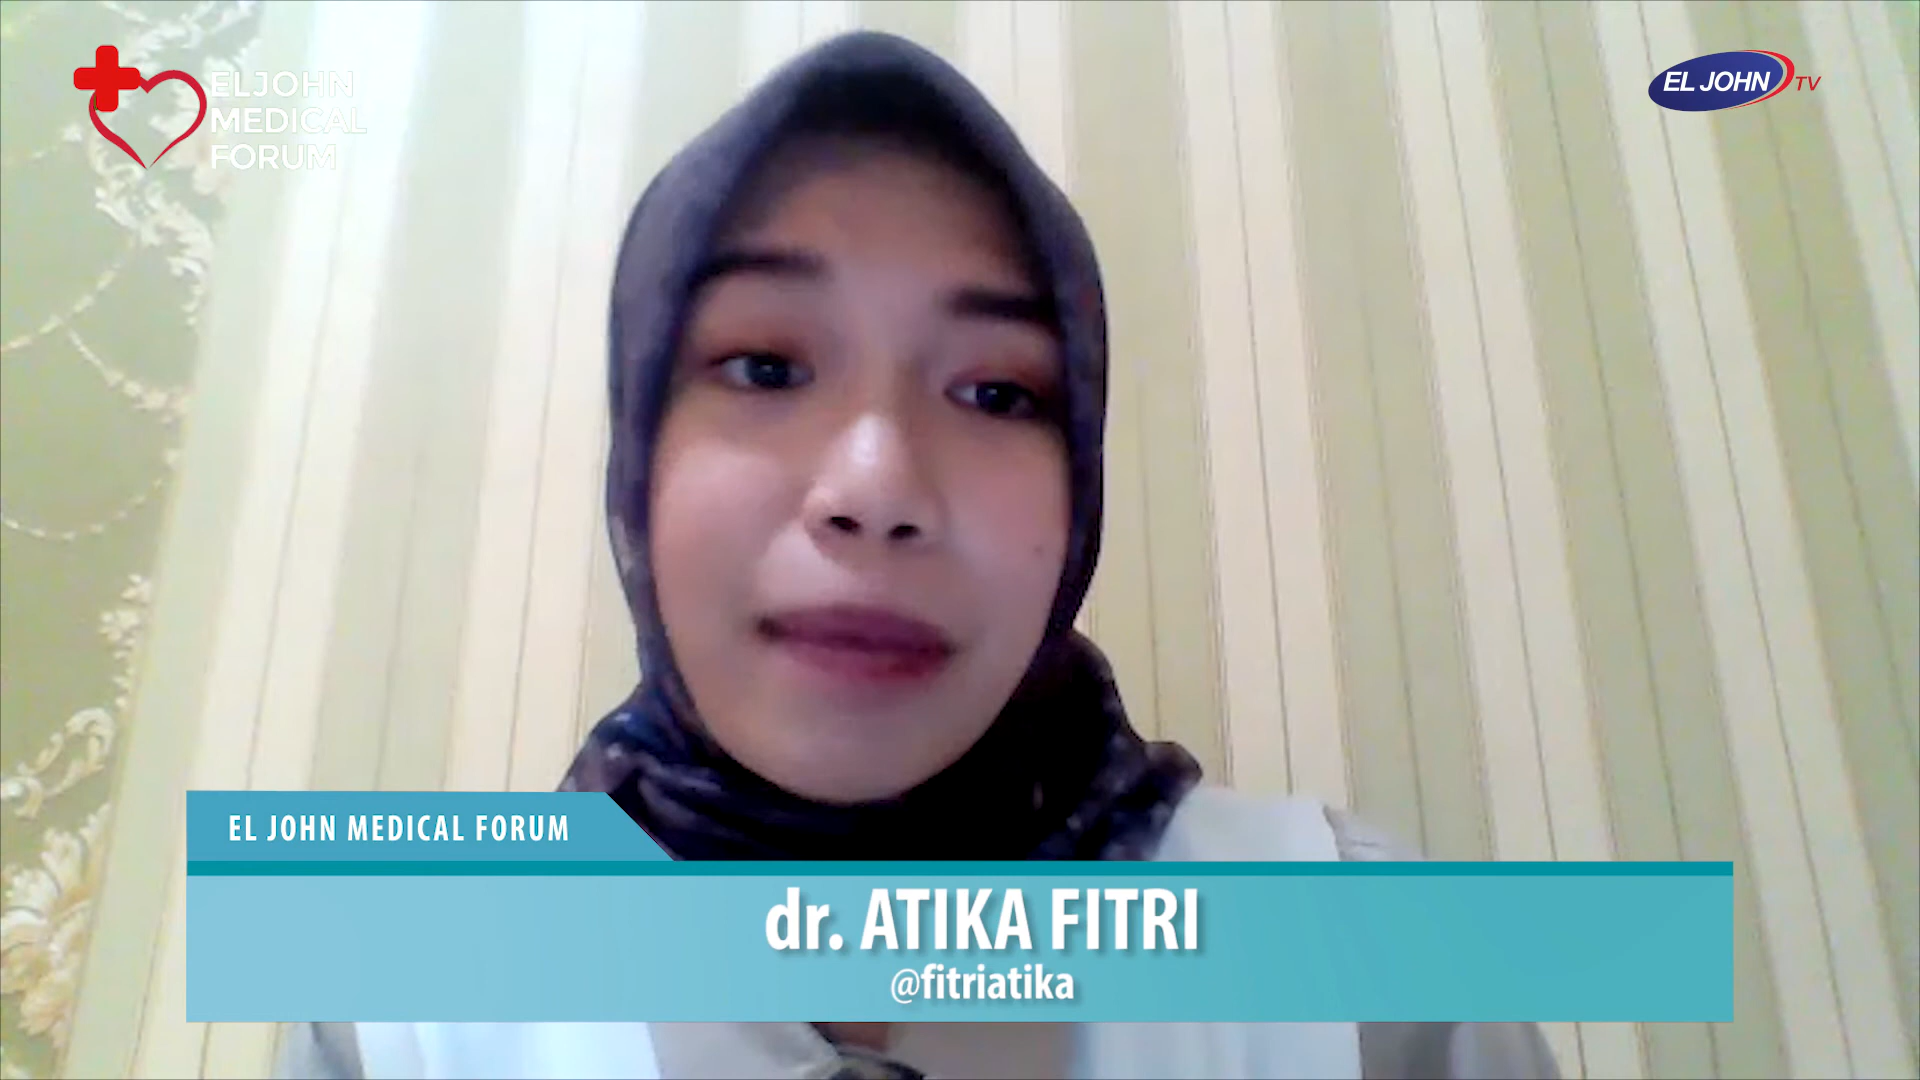 ELJOHN
MEDICAL
FORUM
EL JOHN TV
EL JOHN MEDICAL FORUM
dr. ATIKA FITRI
@fitriatika